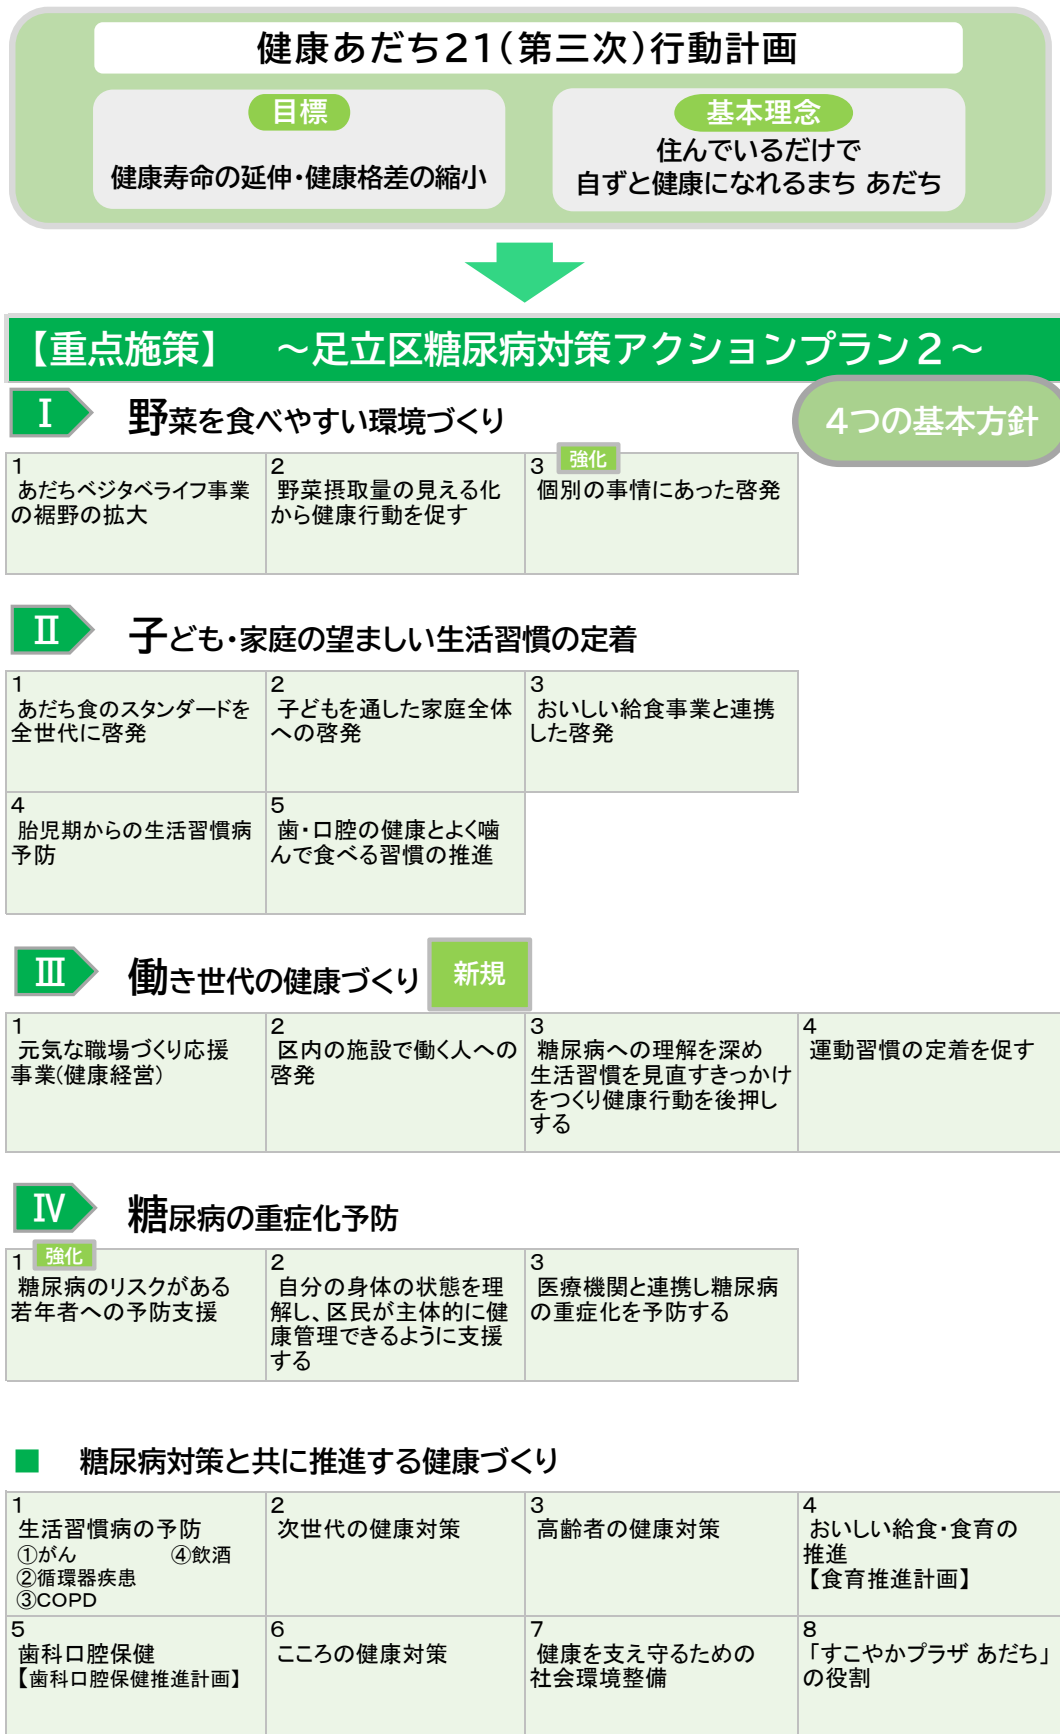 健康あだち21(第三次)行動計画
目標
健康寿命の延伸・健康格差の縮小
基本理念
住んでいるだけで
自ずと健康になれるまち あだち
【重点施策】 ～足立区糖尿病対策アクションプラン2～
4つの基本方針
Ⅰ 野菜を食べやすい環境づくり
1
あだちベジタベライフ事業
の裾野の拡大
2
野菜摂取量の見える化
から健康行動を促す
3 強化
個別の事情にあった啓発
Ⅱ 子ども・家庭の望ましい生活習慣の定着
1
あだち食のスタンダードを
全世代に啓発
2
子どもを通した家庭全体
への啓発
3
おいしい給食事業と連携
した啓発
4
胎児期からの生活習慣病
予防
5
歯・口腔の健康とよく噛
んで食べる習慣の推進
Ⅲ 働き世代の健康づくり 新規
1
元気な職場づくり応援
事業(健康経営)
2
区内の施設で働く人への
啓発
3
糖尿病への理解を深め
生活習慣を見直すきっかけ
をつくり健康行動を後押し
する
4
運動習慣の定着を促す
Ⅳ 糖尿病の重症化予防
1 強化
糖尿病のリスクがある
若年者への予防支援
2
自分の身体の状態を理
解し、区民が主体的に健
康管理できるように支援
する
3
医療機関と連携し糖尿病
の重症化を予防する
■ 糖尿病対策と共に推進する健康づくり
1
生活習慣病の予防
①がん ④飲酒
②循環器疾患
③COPD
2
次世代の健康対策
3
高齢者の健康対策
4
おいしい給食・食育の
推進
【食育推進計画】
5
歯科口腔保健
【歯科口腔保健推進計画】
6
こころの健康対策
7
健康を支え守るための
社会環境整備
8
「すこやかプラザ あだち」
の役割